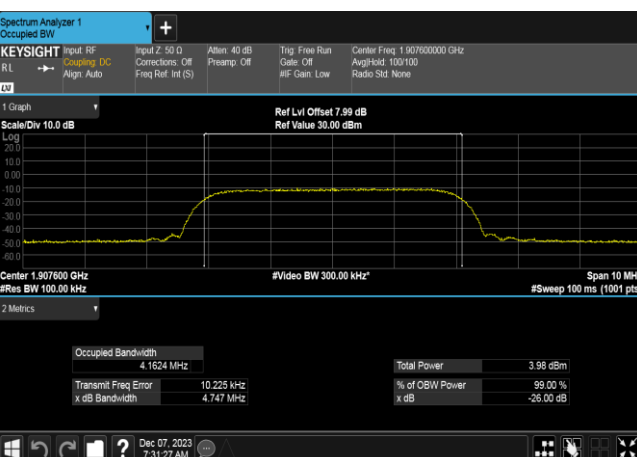 Spectrum Analyzer 1
Occupied BW
KEYSIGHT Input: RF Input Z: 50 Ω Atten: 40 dB Trig: Free Run Center Freq: 1.907600000 GHz
RL Coupling: DC Corrections: Off Preamp: Off Gate: Off Avg|Hold: 100/100
Align: Auto Freq Ref: Int (S) #IF Gain: Low Radio Std: None
LXI
1 Graph
Ref Lvl Offset 7.99 dB
Scale/Div 10.0 dB Ref Value 30.00 dBm
Log
20.0
10.0
0.00
-10.0
-20.0
-30.0
-40.0
-50.0
-60.0
Center 1.907600 GHz #Video BW 300.00 kHz* Span 10 MH
#Res BW 100.00 kHz #Sweep 100 ms (1001 pts
2 Metrics
Occupied Bandwidth
4.1624 MHz Total Power 3.98 dBm
Transmit Freq Error 10.225 kHz % of OBW Power 99.00 %
x dB Bandwidth 4.747 MHz x dB -26.00 dB
? Dec 07, 2023
7:31:27 AM